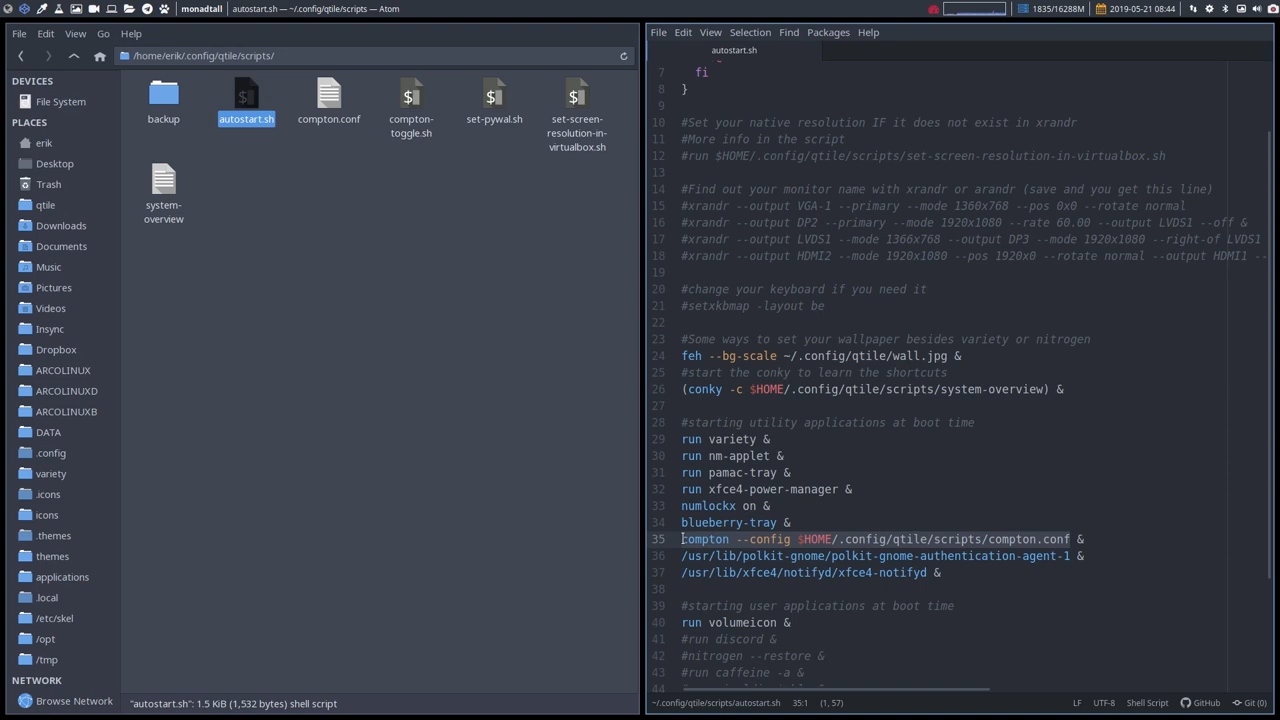 monadtall
autostart.sh — ~/.config/qtile/scripts — Atom
1835/16288M
2019-05-21 08:44
File Edit View Go Help
/home/erik/.config/qtile/scripts/
DEVICES
File System
PLACES
erik
Desktop
Trash
qtile
Downloads
Documents
Music
Pictures
Videos
Insync
Dropbox
ARCOLINUX
ARCOLINUXD
ARCOLINUXB
DATA
.config
variety
.icons
icons
.themes
themes
applications
.local
/etc/skel
/opt
/tmp
NETWORK
Browse Network
backup
autostart.sh
compton.conf
compton-
toggle.sh
set-pywal.sh
set-screen-
resolution-in-
virtualbox.sh
system-
overview
"autostart.sh": 1.5 KiB (1,532 bytes) shell script
File Edit View Selection Find Packages Help
autostart.sh
7 fi
8 }
9
10 #Set your native resolution IF it does not exist in xrandr
11 #More info in the script
12 #run $HOME/.config/qtile/scripts/set-screen-resolution-in-virtualbox.sh
13
14 #Find out your monitor name with xrandr or arandr (save and you get this line)
15 #xrandr --output VGA-1 --primary --mode 1360x768 --pos 0x0 --rotate normal
16 #xrandr --output DP2 --primary --mode 1920x1080 --rate 60.00 --output LVDS1 --off &
17 #xrandr --output LVDS1 --mode 1366x768 --output DP3 --mode 1920x1080 --right-of LVDS1
18 #xrandr --output HDMI2 --mode 1920x1080 --pos 1920x0 --rotate normal --output HDMI1 --
19
20 #change your keyboard if you need it
21 #setxkbmap -layout be
22
23 #Some ways to set your wallpaper besides variety or nitrogen
24 feh --bg-scale ~/.config/qtile/wall.jpg &
25 #start the conky to learn the shortcuts
26 (conky -c $HOME/.config/qtile/scripts/system-overview) &
27
28 #starting utility applications at boot time
29 run variety &
30 run nm-applet &
31 run pamac-tray &
32 run xfce4-power-manager &
33 numlockx on &
34 blueberry-tray &
35 compton --config $HOME/.config/qtile/scripts/compton.conf &
36 /usr/lib/polkit-gnome/polkit-gnome-authentication-agent-1 &
37 /usr/lib/xfce4/notifyd/xfce4-notifyd &
38
39 #starting user applications at boot time
40 run volumeicon &
41 #run discord &
42 #nitrogen --restore &
43 #run caffeine -a &
44
~/.config/qtile/scripts/autostart.sh 35:1 (1, 57)
LF UTF-8 Shell Script GitHub Git (0)